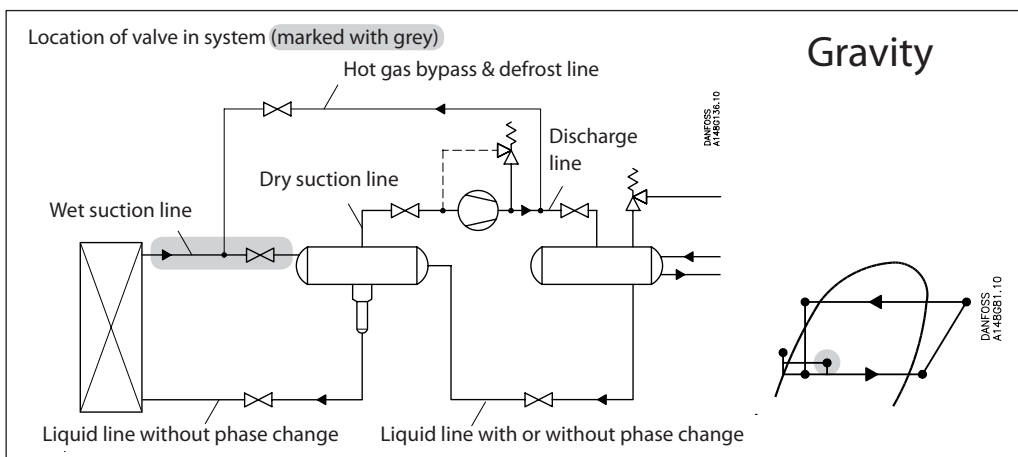 Location of valve in system (marked with grey)
Gravity
Hot gas bypass & defrost line
DANFOSS
A148G136.10
Discharge
line
Dry suction line
Wet suction line
DANFOSS
A148G81.10
Liquid line without phase change
Liquid line with or without phase change